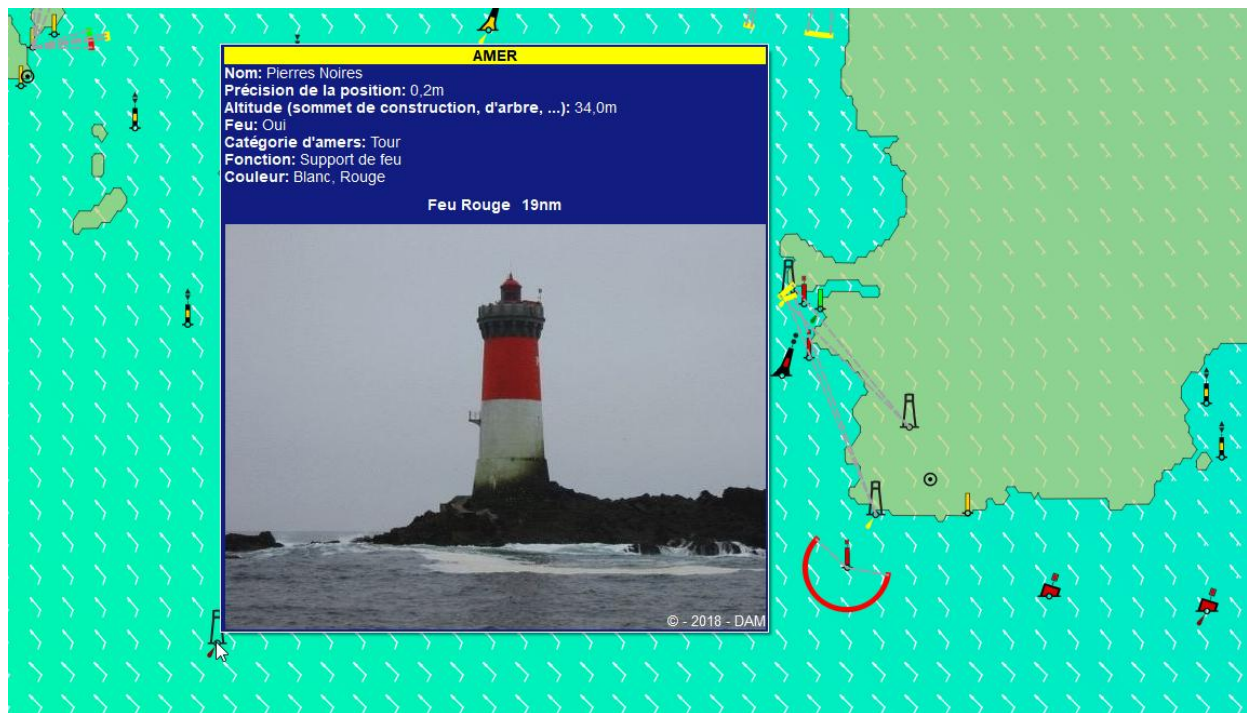 AMER
Nom: Pierres Noires
Précision de la position: 0,2m
Altitude (sommet de construction, d'arbre, ...): 34,0m
Feu: Oui
Catégorie d'amers: Tour
Fonction: Support de feu
Couleur: Blanc, Rouge
Feu Rouge 19nm
© - 2018 - DAM